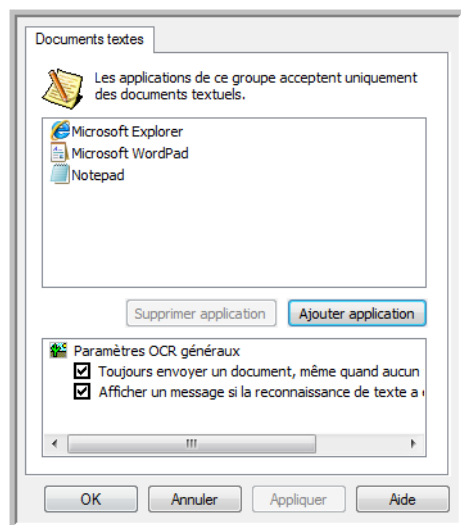 Documents textes
Les applications de ce groupe acceptent uniquement
des documents textuels.
Microsoft Explorer
Microsoft WordPad
Notepad
Supprimer application Ajouter application
Paramètres OCR généraux
Toujours envoyer un document, même quand aucun
Afficher un message si la reconnaissance de texte a
OK Annuler Appliquer Aide